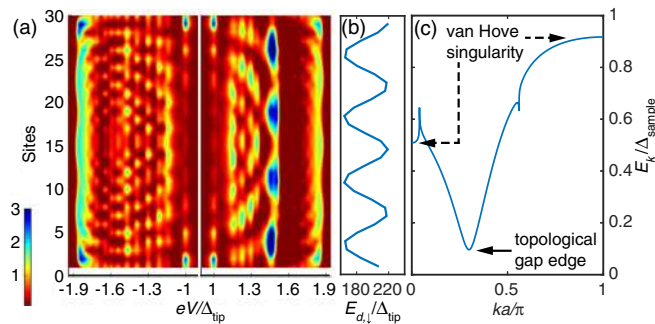 (a)
30
25
20
15
10
5
0
Sites
3
2
1
-1.9 -1.6 -1.3 -1 1 1.3 1.6 1.9
eV/Δtip
(b)
180 220
Ed,↓/Δtip
(c)
van Hove
singularity
topological
gap edge
1
0.8
0.6
0.4
0.2
0
Ek/Δsample
0 0.5 1
ka/π